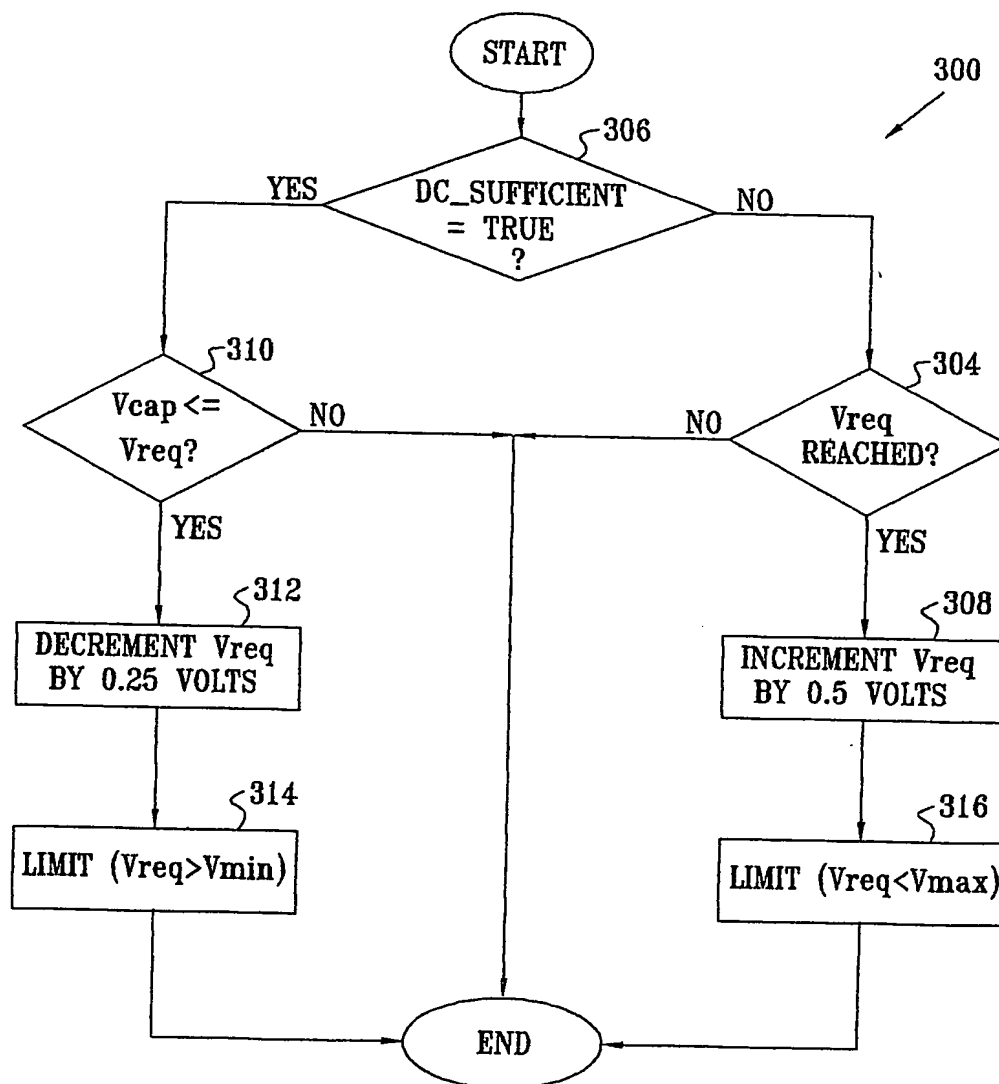 START
300
306
DC_SUFFICIENT
= TRUE
?
YES
NO
310
Vcap<=
Vreq?
NO
YES
304
Vreq
REACHED?
NO
YES
312
DECREMENT Vreq
BY 0.25 VOLTS
308
INCREMENT Vreq
BY 0.5 VOLTS
314
LIMIT (Vreq>Vmin)
316
LIMIT (Vreq<Vmax)
END